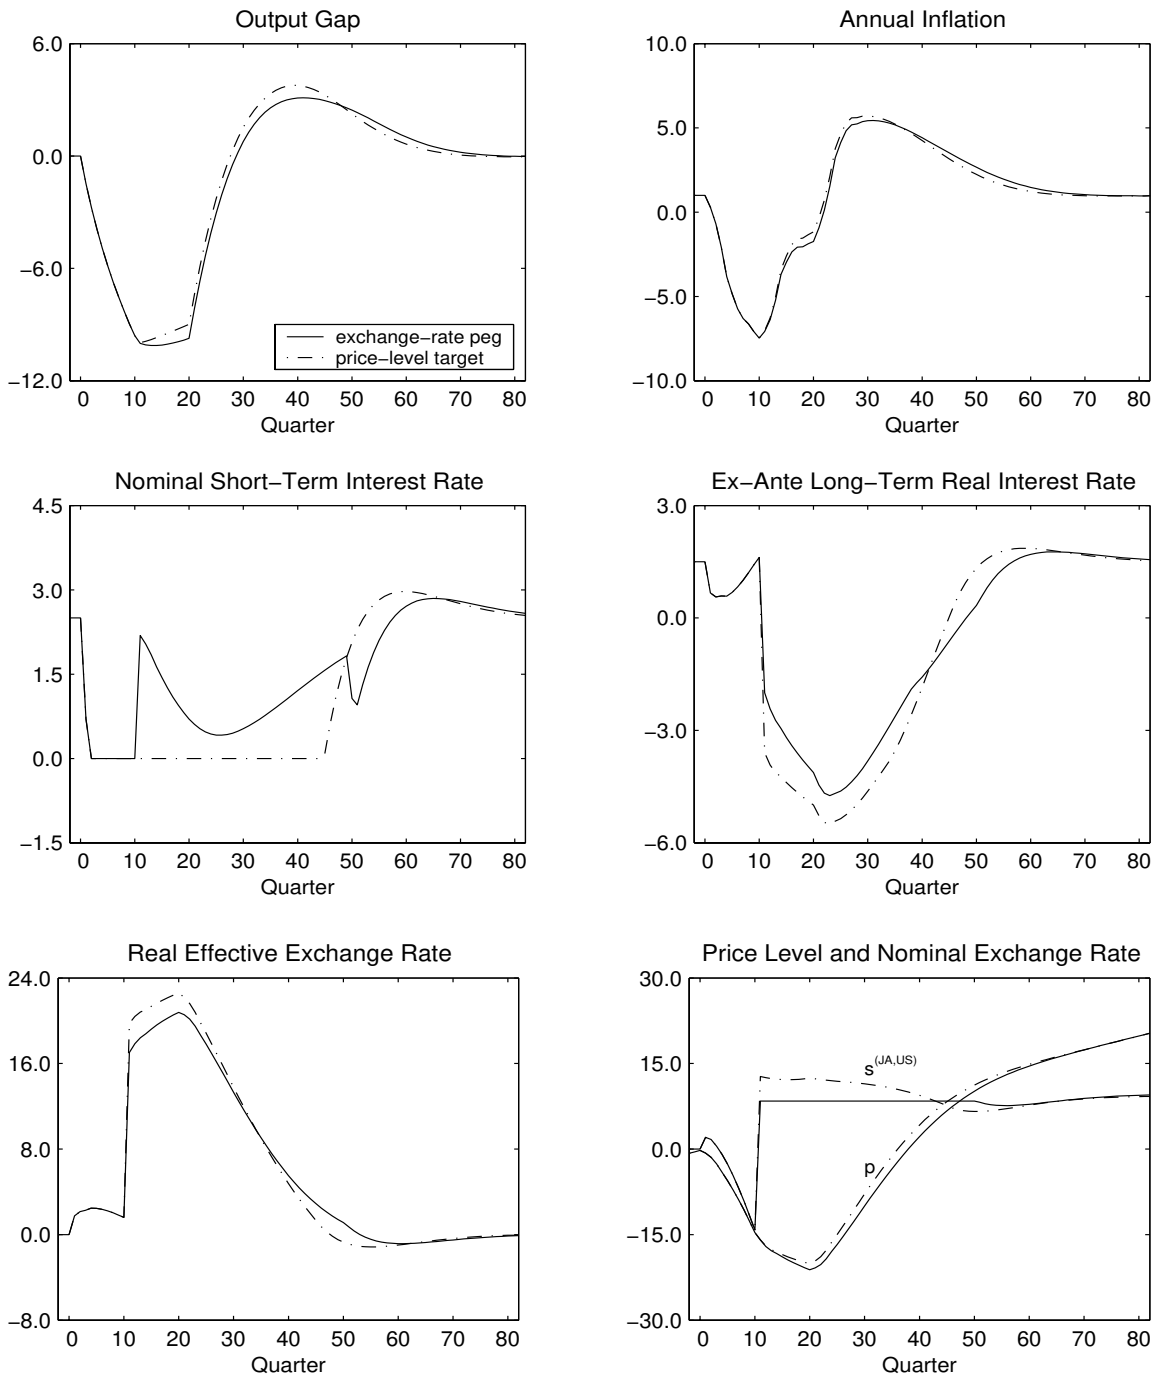 Output Gap
6.0
0.0
−6.0
−12.0
exchange−rate peg
price−level target
0 10 20 30 40 50 60 70 80
Quarter
Annual Inflation
10.0
5.0
0.0
−5.0
−10.0
0 10 20 30 40 50 60 70 80
Quarter
Nominal Short−Term Interest Rate
4.5
3.0
1.5
0.0
−1.5
0 10 20 30 40 50 60 70 80
Quarter
Ex−Ante Long−Term Real Interest Rate
3.0
0.0
−3.0
−6.0
0 10 20 30 40 50 60 70 80
Quarter
Real Effective Exchange Rate
24.0
16.0
8.0
0.0
−8.0
0 10 20 30 40 50 60 70 80
Quarter
Price Level and Nominal Exchange Rate
30.0
15.0
s(JA,US)
0.0
p
−15.0
−30.0
0 10 20 30 40 50 60 70 80
Quarter